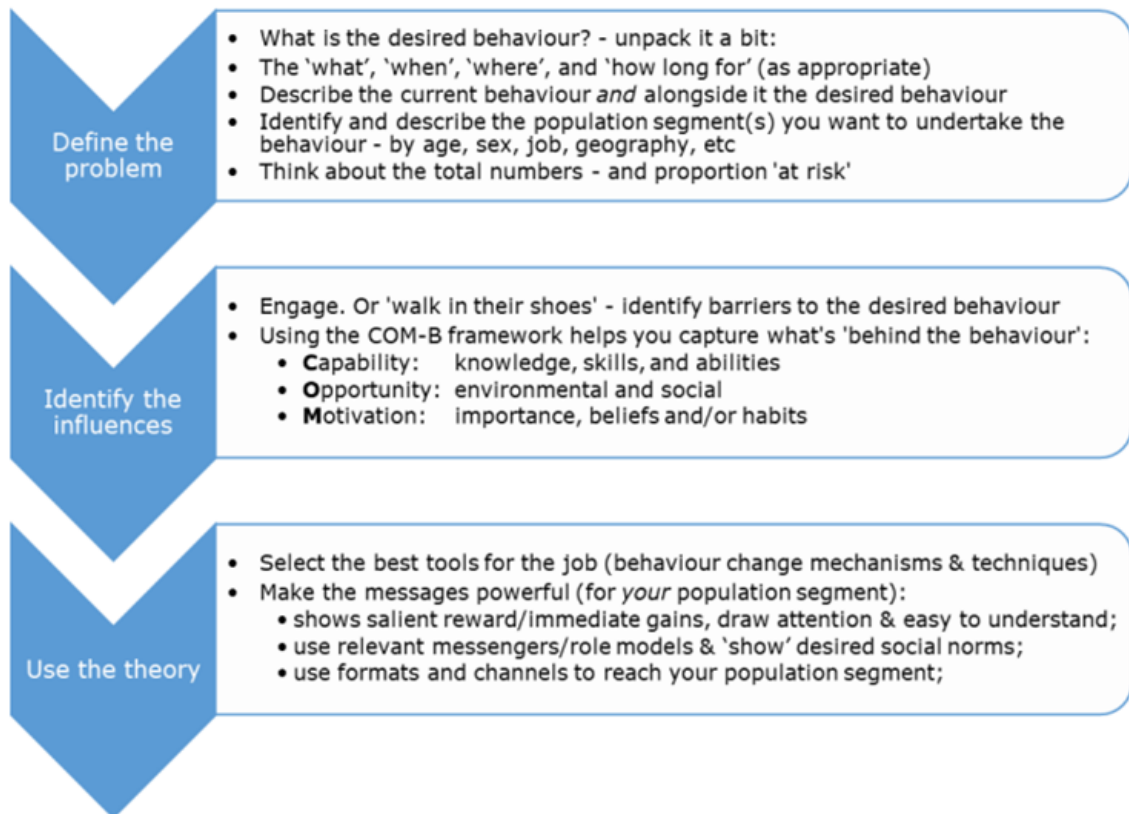 Define the
problem
• What is the desired behaviour? - unpack it a bit:
• The ‘what’, ‘when’, ‘where’, and ‘how long for’ (as appropriate)
• Describe the current behaviour and alongside it the desired behaviour
• Identify and describe the population segment(s) you want to undertake the
behaviour - by age, sex, job, geography, etc
• Think about the total numbers - and proportion 'at risk'
Identify the
influences
• Engage. Or 'walk in their shoes' - identify barriers to the desired behaviour
• Using the COM-B framework helps you capture what's 'behind the behaviour':
• Capability: knowledge, skills, and abilities
• Opportunity: environmental and social
• Motivation: importance, beliefs and/or habits
Use the theory
• Select the best tools for the job (behaviour change mechanisms & techniques)
• Make the messages powerful (for your population segment):
• shows salient reward/immediate gains, draw attention & easy to understand;
• use relevant messengers/role models & ‘show’ desired social norms;
• use formats and channels to reach your population segment;